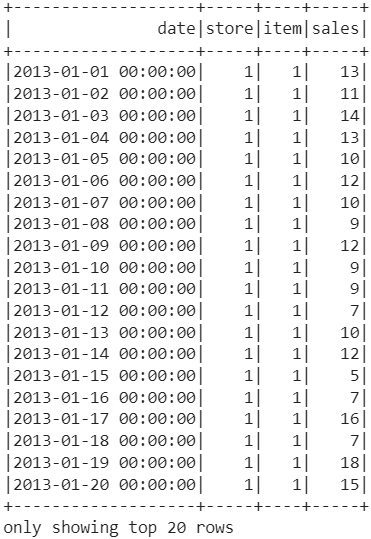 +-------------------+-----+----+-----+
|               date|store|item|sales|
+-------------------+-----+----+-----+
|2013-01-01 00:00:00|    1|   1|   13|
|2013-01-02 00:00:00|    1|   1|   11|
|2013-01-03 00:00:00|    1|   1|   14|
|2013-01-04 00:00:00|    1|   1|   13|
|2013-01-05 00:00:00|    1|   1|   10|
|2013-01-06 00:00:00|    1|   1|   12|
|2013-01-07 00:00:00|    1|   1|   10|
|2013-01-08 00:00:00|    1|   1|    9|
|2013-01-09 00:00:00|    1|   1|   12|
|2013-01-10 00:00:00|    1|   1|    9|
|2013-01-11 00:00:00|    1|   1|    9|
|2013-01-12 00:00:00|    1|   1|    7|
|2013-01-13 00:00:00|    1|   1|   10|
|2013-01-14 00:00:00|    1|   1|   12|
|2013-01-15 00:00:00|    1|   1|    5|
|2013-01-16 00:00:00|    1|   1|    7|
|2013-01-17 00:00:00|    1|   1|   16|
|2013-01-18 00:00:00|    1|   1|    7|
|2013-01-19 00:00:00|    1|   1|   18|
|2013-01-20 00:00:00|    1|   1|   15|
+-------------------+-----+----+-----+
only showing top 20 rows